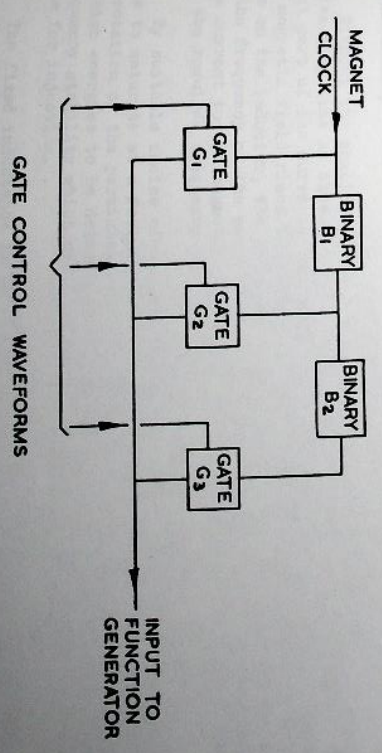 MAGNET
CLOCK
BINARY
B1
BINARY
B2
GATE
G1
GATE
G2
GATE
G3
INPUT TO
FUNCTION
GENERATOR
GATE CONTROL WAVEFORMS